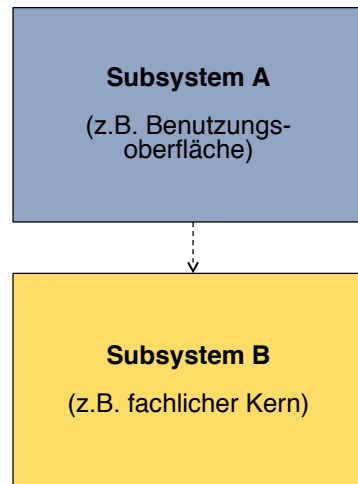 Subsystem A
(z.B. Benutzungs-
oberfläche)
Subsystem B
(z.B. fachlicher Kern)